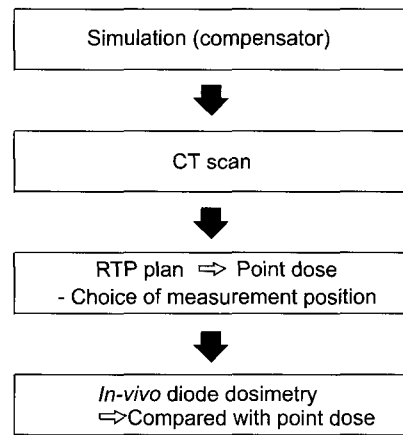 Simulation (compensator)
CT scan
RTP plan ⇨ Point dose
- Choice of measurement position
In-vivo diode dosimetry
⇨Compared with point dose